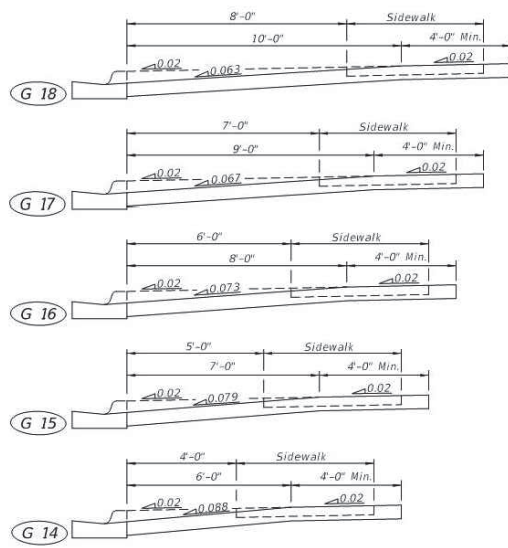 8'-0" Sidewalk
10'-0" 4'-0" Min.
0.02 0.063 0.02
G 18
7'-0" Sidewalk
9'-0" 4'-0" Min.
0.02 0.067 0.02
G 17
6'-0" Sidewalk
8'-0" 4'-0" Min.
0.02 0.073 0.02
G 16
5'-0" Sidewalk
7'-0" 4'-0" Min.
0.02 0.079 0.02
G 15
4'-0" Sidewalk
6'-0" 4'-0" Min.
0.02 0.088 0.02
G 14